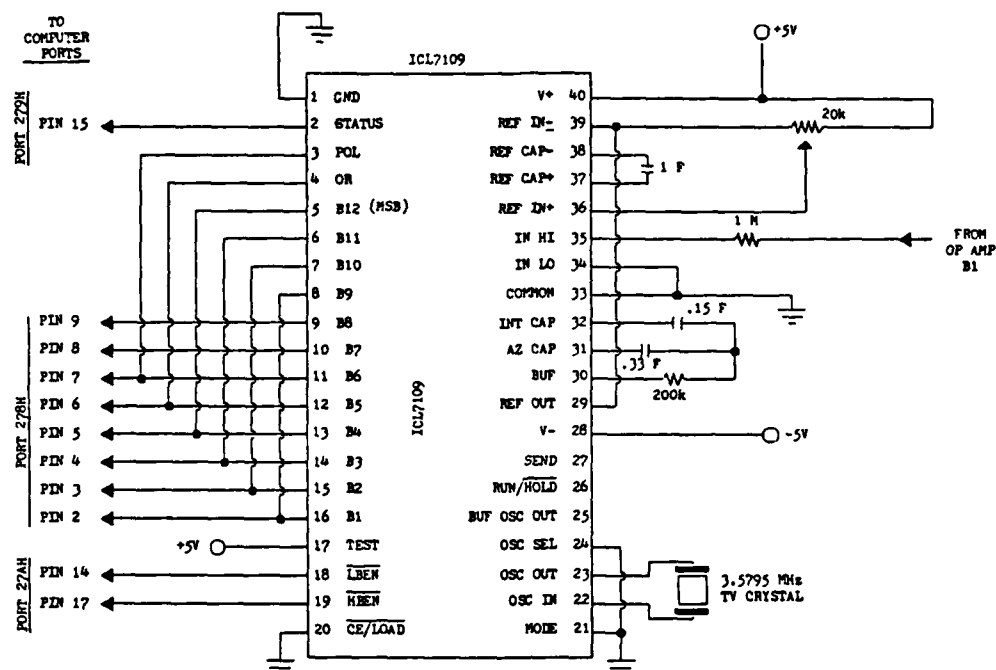 TO
COMPUTER
PORTS
ICL7109
+5V
1 GND
V+ 40
PORT 279H
PIN 15
2 STATUS
REF IN- 39
20k
3 POL
REF CAP- 38
1 F
4 OR
REF CAP+ 37
5 B12 (MSB)
REF IN+ 36
6 B11
IN HI 35
1 M
FROM
OP AMP
B1
7 B10
IN LO 34
8 B9
COMMON 33
PORT 278H
PIN 9
9 B8
INT CAP 32
.15 F
PIN 8
10 B7
AZ CAP 31
.33 F
PIN 7
11 B6
BUF 30
200k
PIN 6
12 B5
REF OUT 29
ICL7109
PIN 5
13 B4
V- 28
-5V
PIN 4
14 B3
SEND 27
PIN 3
15 B2
RUN/HOLD 26
PIN 2
16 B1
BUF OSC OUT 25
+5V
17 TEST
OSC SEL 24
PORT 27AH
PIN 14
18 LBEN
OSC OUT 23
3.5795 MHz
TV CRYSTAL
PIN 17
19 HBEN
OSC IN 22
20 CE/LOAD
MODE 21